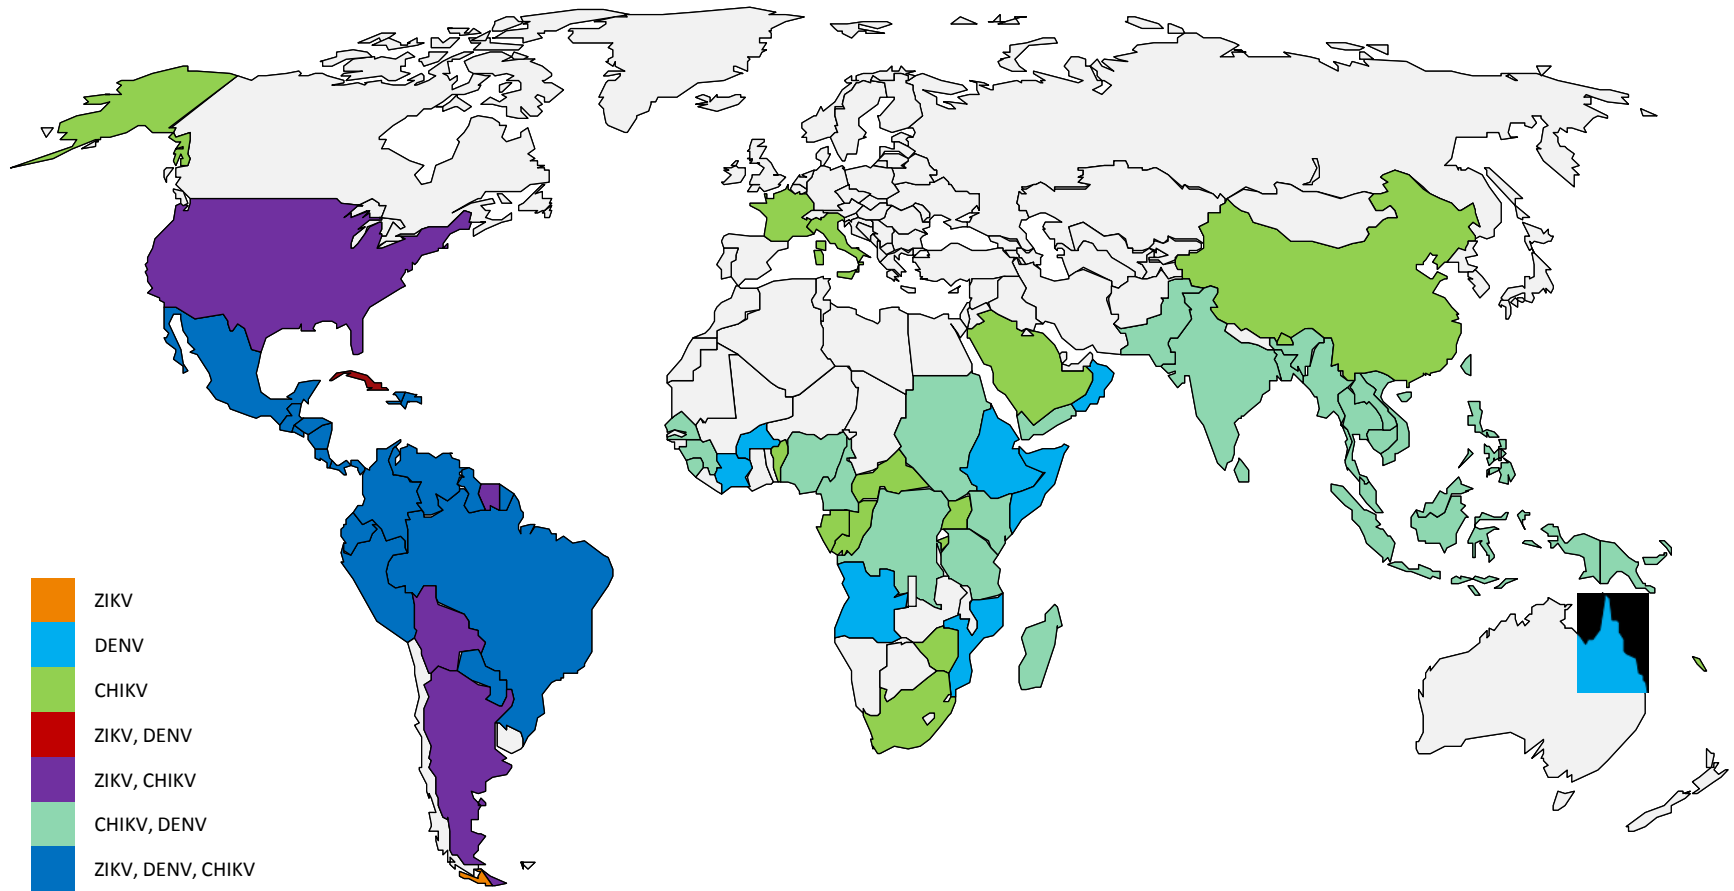 ZIKV
DENV
CHIKV
ZIKV, DENV
ZIKV, CHIKV
CHIKV, DENV
ZIKV, DENV, CHIKV